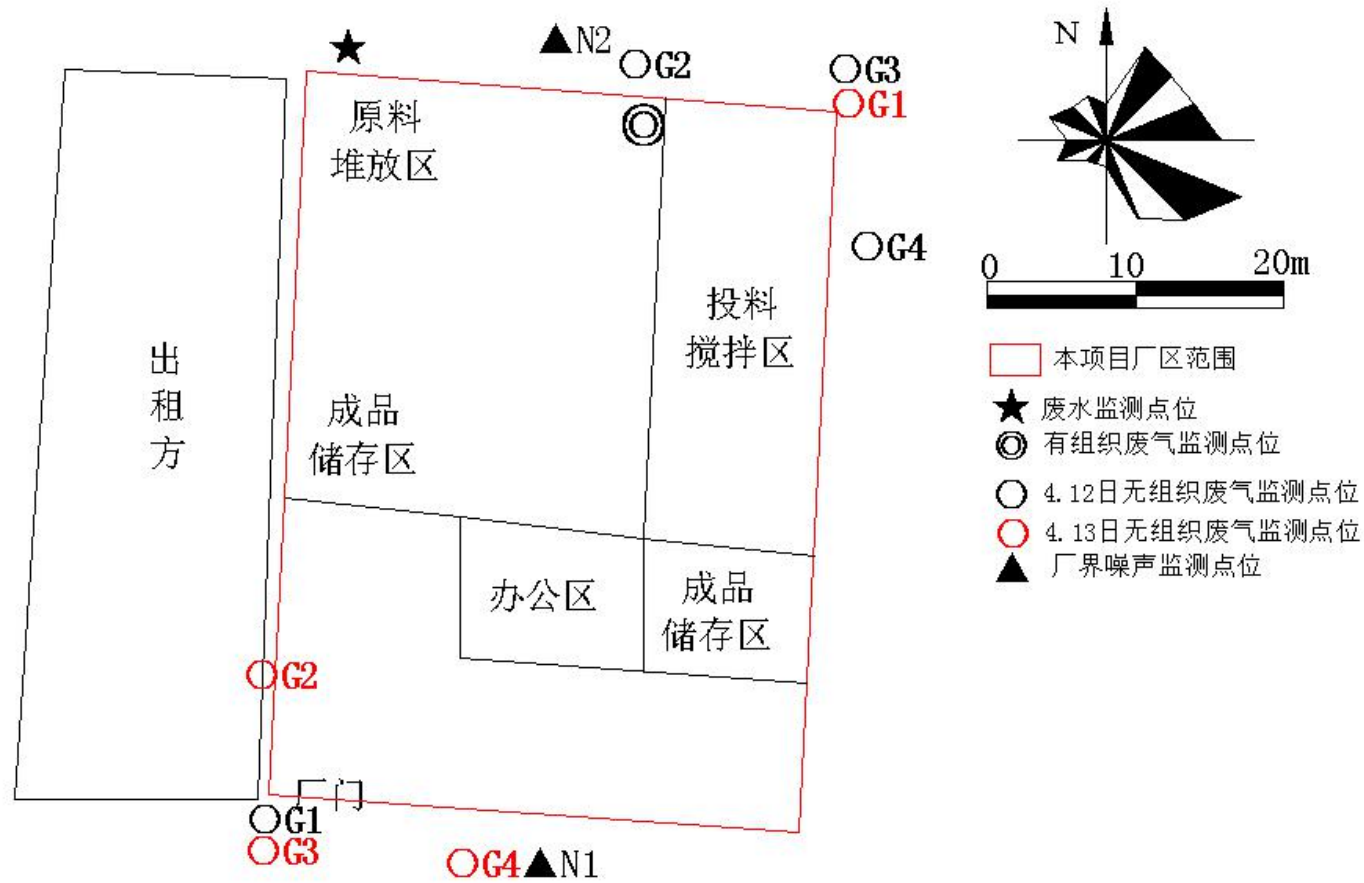 N2
G2
G3
G1
N
原料
堆放区
G4
0 10 20m
投料
搅拌区
出
租
方
成品
储存区
本项目厂区范围
废水监测点位
有组织废气监测点位
4.12日无组织废气监测点位
4.13日无组织废气监测点位
厂界噪声监测点位
办公区
成品
储存区
G2
厂门
G1
G3
G4
N1